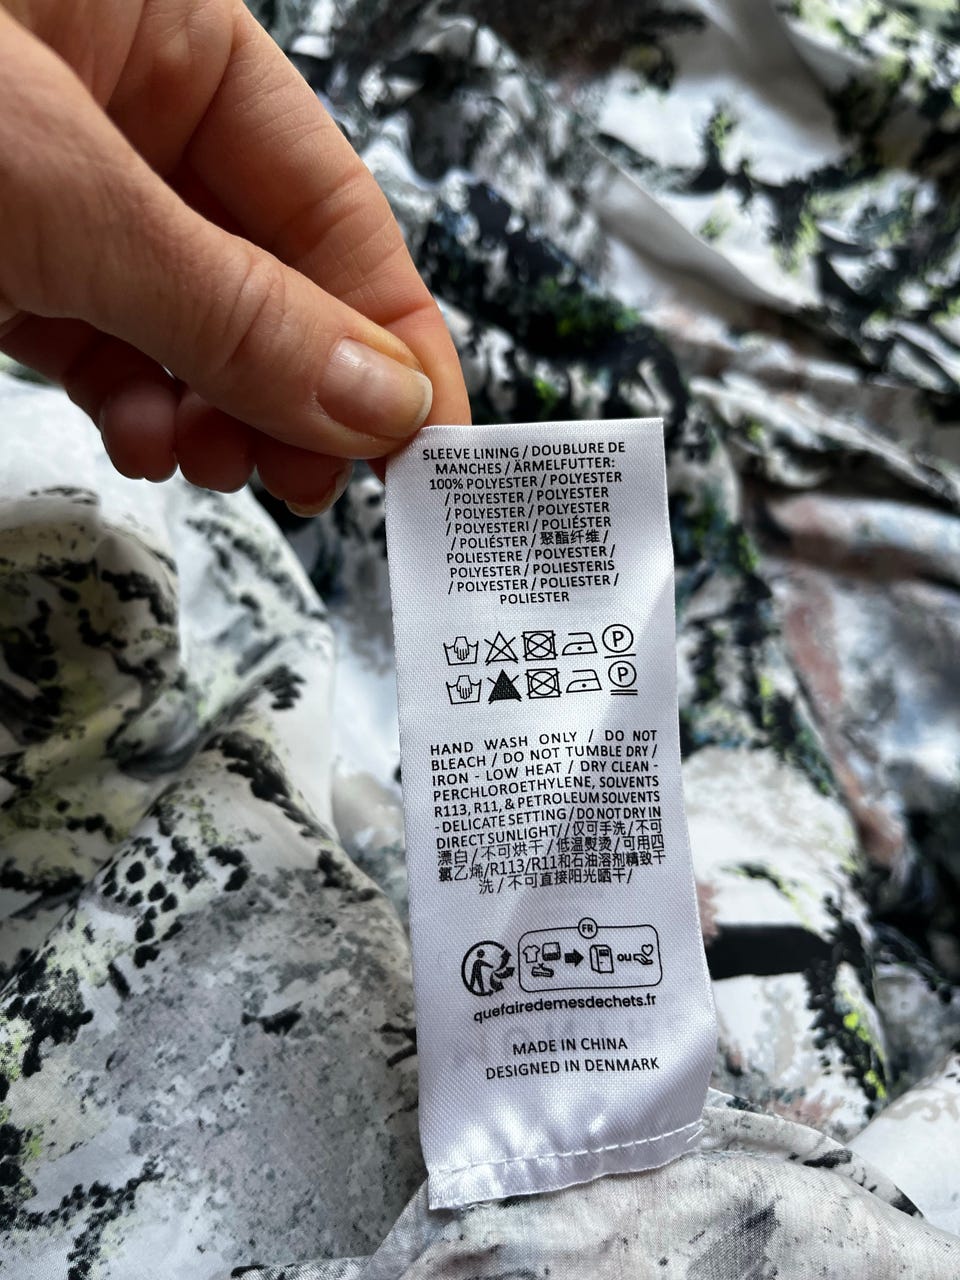 SLEEVE LINING / DOUBLURE DE
MANCHES / ÄRMELFUTTER:
100% POLYESTER / POLYESTER
/ POLYESTER / POLYESTER
/ POLYESTER / POLYESTER
/ POLYESTERI / POLIÉSTER
/ POLIÉSTER / 聚酯纤维 /
POLIESTERE / POLYESTER /
POLYESTER / POLIESTERIS
/ POLYESTER / POLIESTER /
POLIESTER
P
P
HAND WASH ONLY / DO NOT
BLEACH / DO NOT TUMBLE DRY /
IRON - LOW HEAT / DRY CLEAN -
PERCHLOROETHYLENE, SOLVENTS
R113, R11, & PETROLEUM SOLVENTS
- DELICATE SETTING / DO NOT DRY IN
DIRECT SUNLIGHT// 仅可手洗 / 不可
漂白 / 不可烘干 / 低温熨烫 / 可用四
氯乙烯/R113/R11和石油溶剂精致干
洗 / 不可直接阳光晒干/
FR
OU
quefairedemesdechets.fr
MADE IN CHINA
DESIGNED IN DENMARK